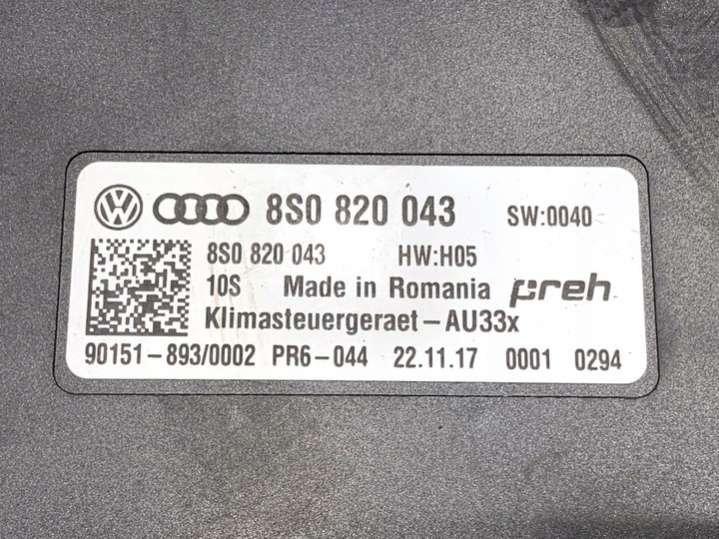 8S0 820 043 SW:0040
8S0 820 043 HW:H05
10S Made in Romania preh
Klimasteuergeraet-AU33x
90151-893/0002 PR6-044 22.11.17 0001 0294